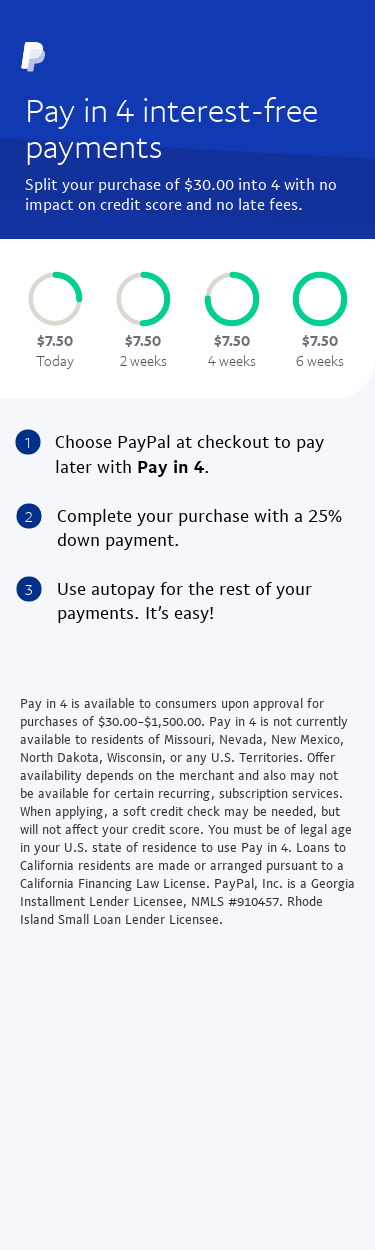 Pay in 4 interest-free
payments
Split your purchase of $30.00 into 4 with no
impact on credit score and no late fees.
$7.50 $7.50 $7.50 $7.50
Today 2 weeks 4 weeks 6 weeks
1 Choose PayPal at checkout to pay
later with Pay in 4.
2 Complete your purchase with a 25%
down payment.
3 Use autopay for the rest of your
payments. It's easy!
Pay in 4 is available to consumers upon approval for
purchases of $30.00-$1,500.00. Pay in 4 is not currently
available to residents of Missouri, Nevada, New Mexico,
North Dakota, Wisconsin, or any U.S. Territories. Offer
availability depends on the merchant and also may not
be available for certain recurring, subscription services.
When applying, a soft credit check may be needed, but
will not affect your credit score. You must be of legal age
in your U.S. state of residence to use Pay in 4. Loans to
California residents are made or arranged pursuant to a
California Financing Law License. PayPal, Inc. is a Georgia
Installment Lender Licensee, NMLS #910457. Rhode
Island Small Loan Lender Licensee.